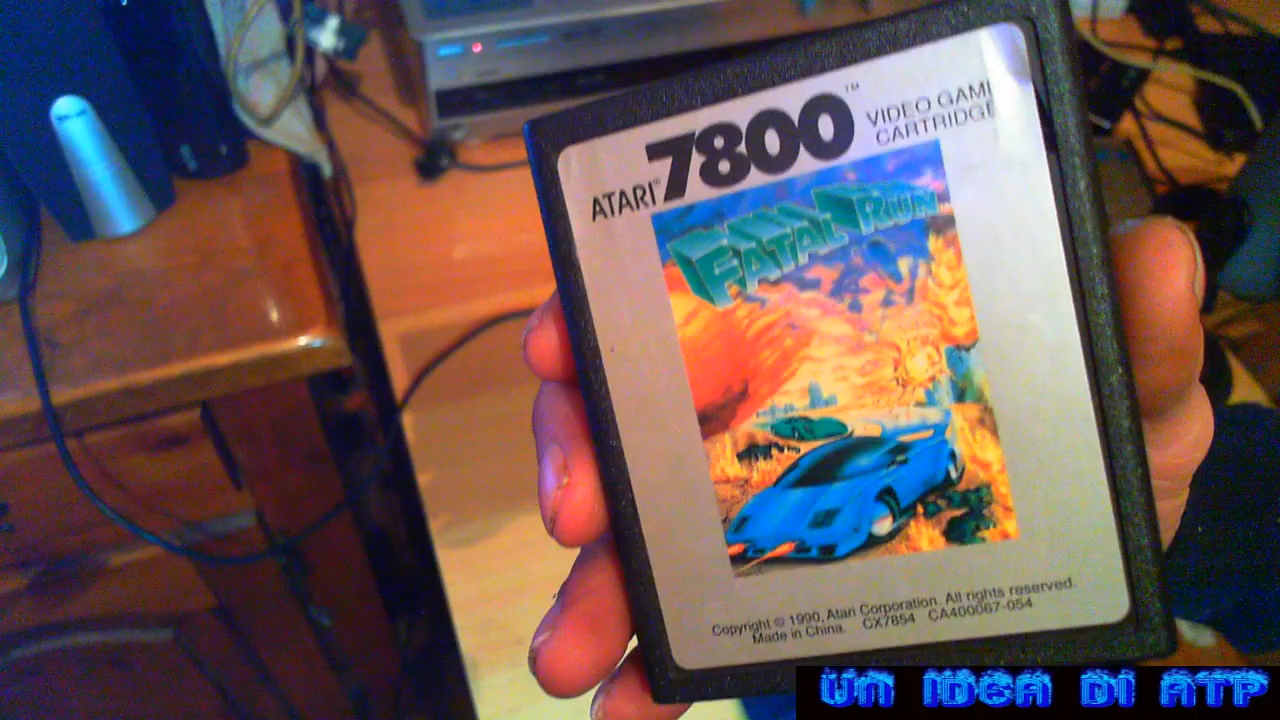 ATARI® 7800™
VIDEO GAME
CARTRIDGE
FATAL RUN
Copyright © 1990, Atari Corporation. All rights reserved.
Made in China. CX7854 CA400067-054
UN IDEA DI ATP